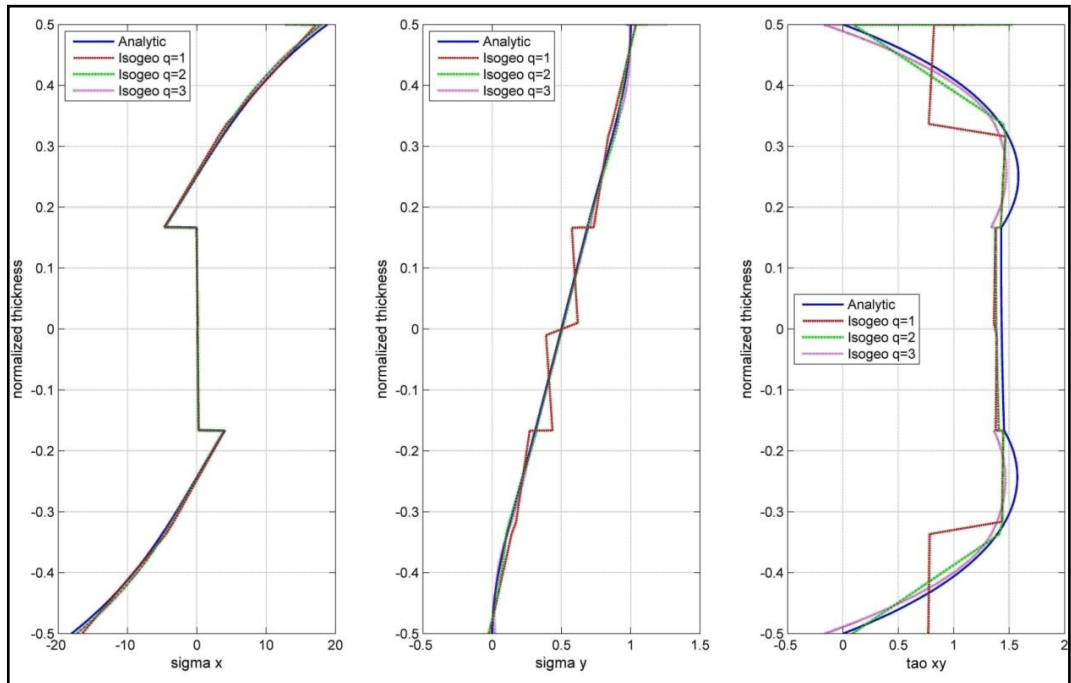 0.5
0.4
0.3
0.2
0.1
0
-0.1
-0.2
-0.3
-0.4
-0.5
normalized thickness
Analytic
Isogeo q=1
Isogeo q=2
Isogeo q=3
-20
-10
0
10
20
sigma x
0.5
0.4
0.3
0.2
0.1
0
-0.1
-0.2
-0.3
-0.4
-0.5
normalized thickness
Analytic
Isogeo q=1
Isogeo q=2
Isogeo q=3
-0.5
0
0.5
1
1.5
sigma y
0.5
0.4
0.3
0.2
0.1
0
-0.1
-0.2
-0.3
-0.4
-0.5
normalized thickness
Analytic
Isogeo q=1
Isogeo q=2
Isogeo q=3
-0.5
0
0.5
1
1.5
2
tao xy